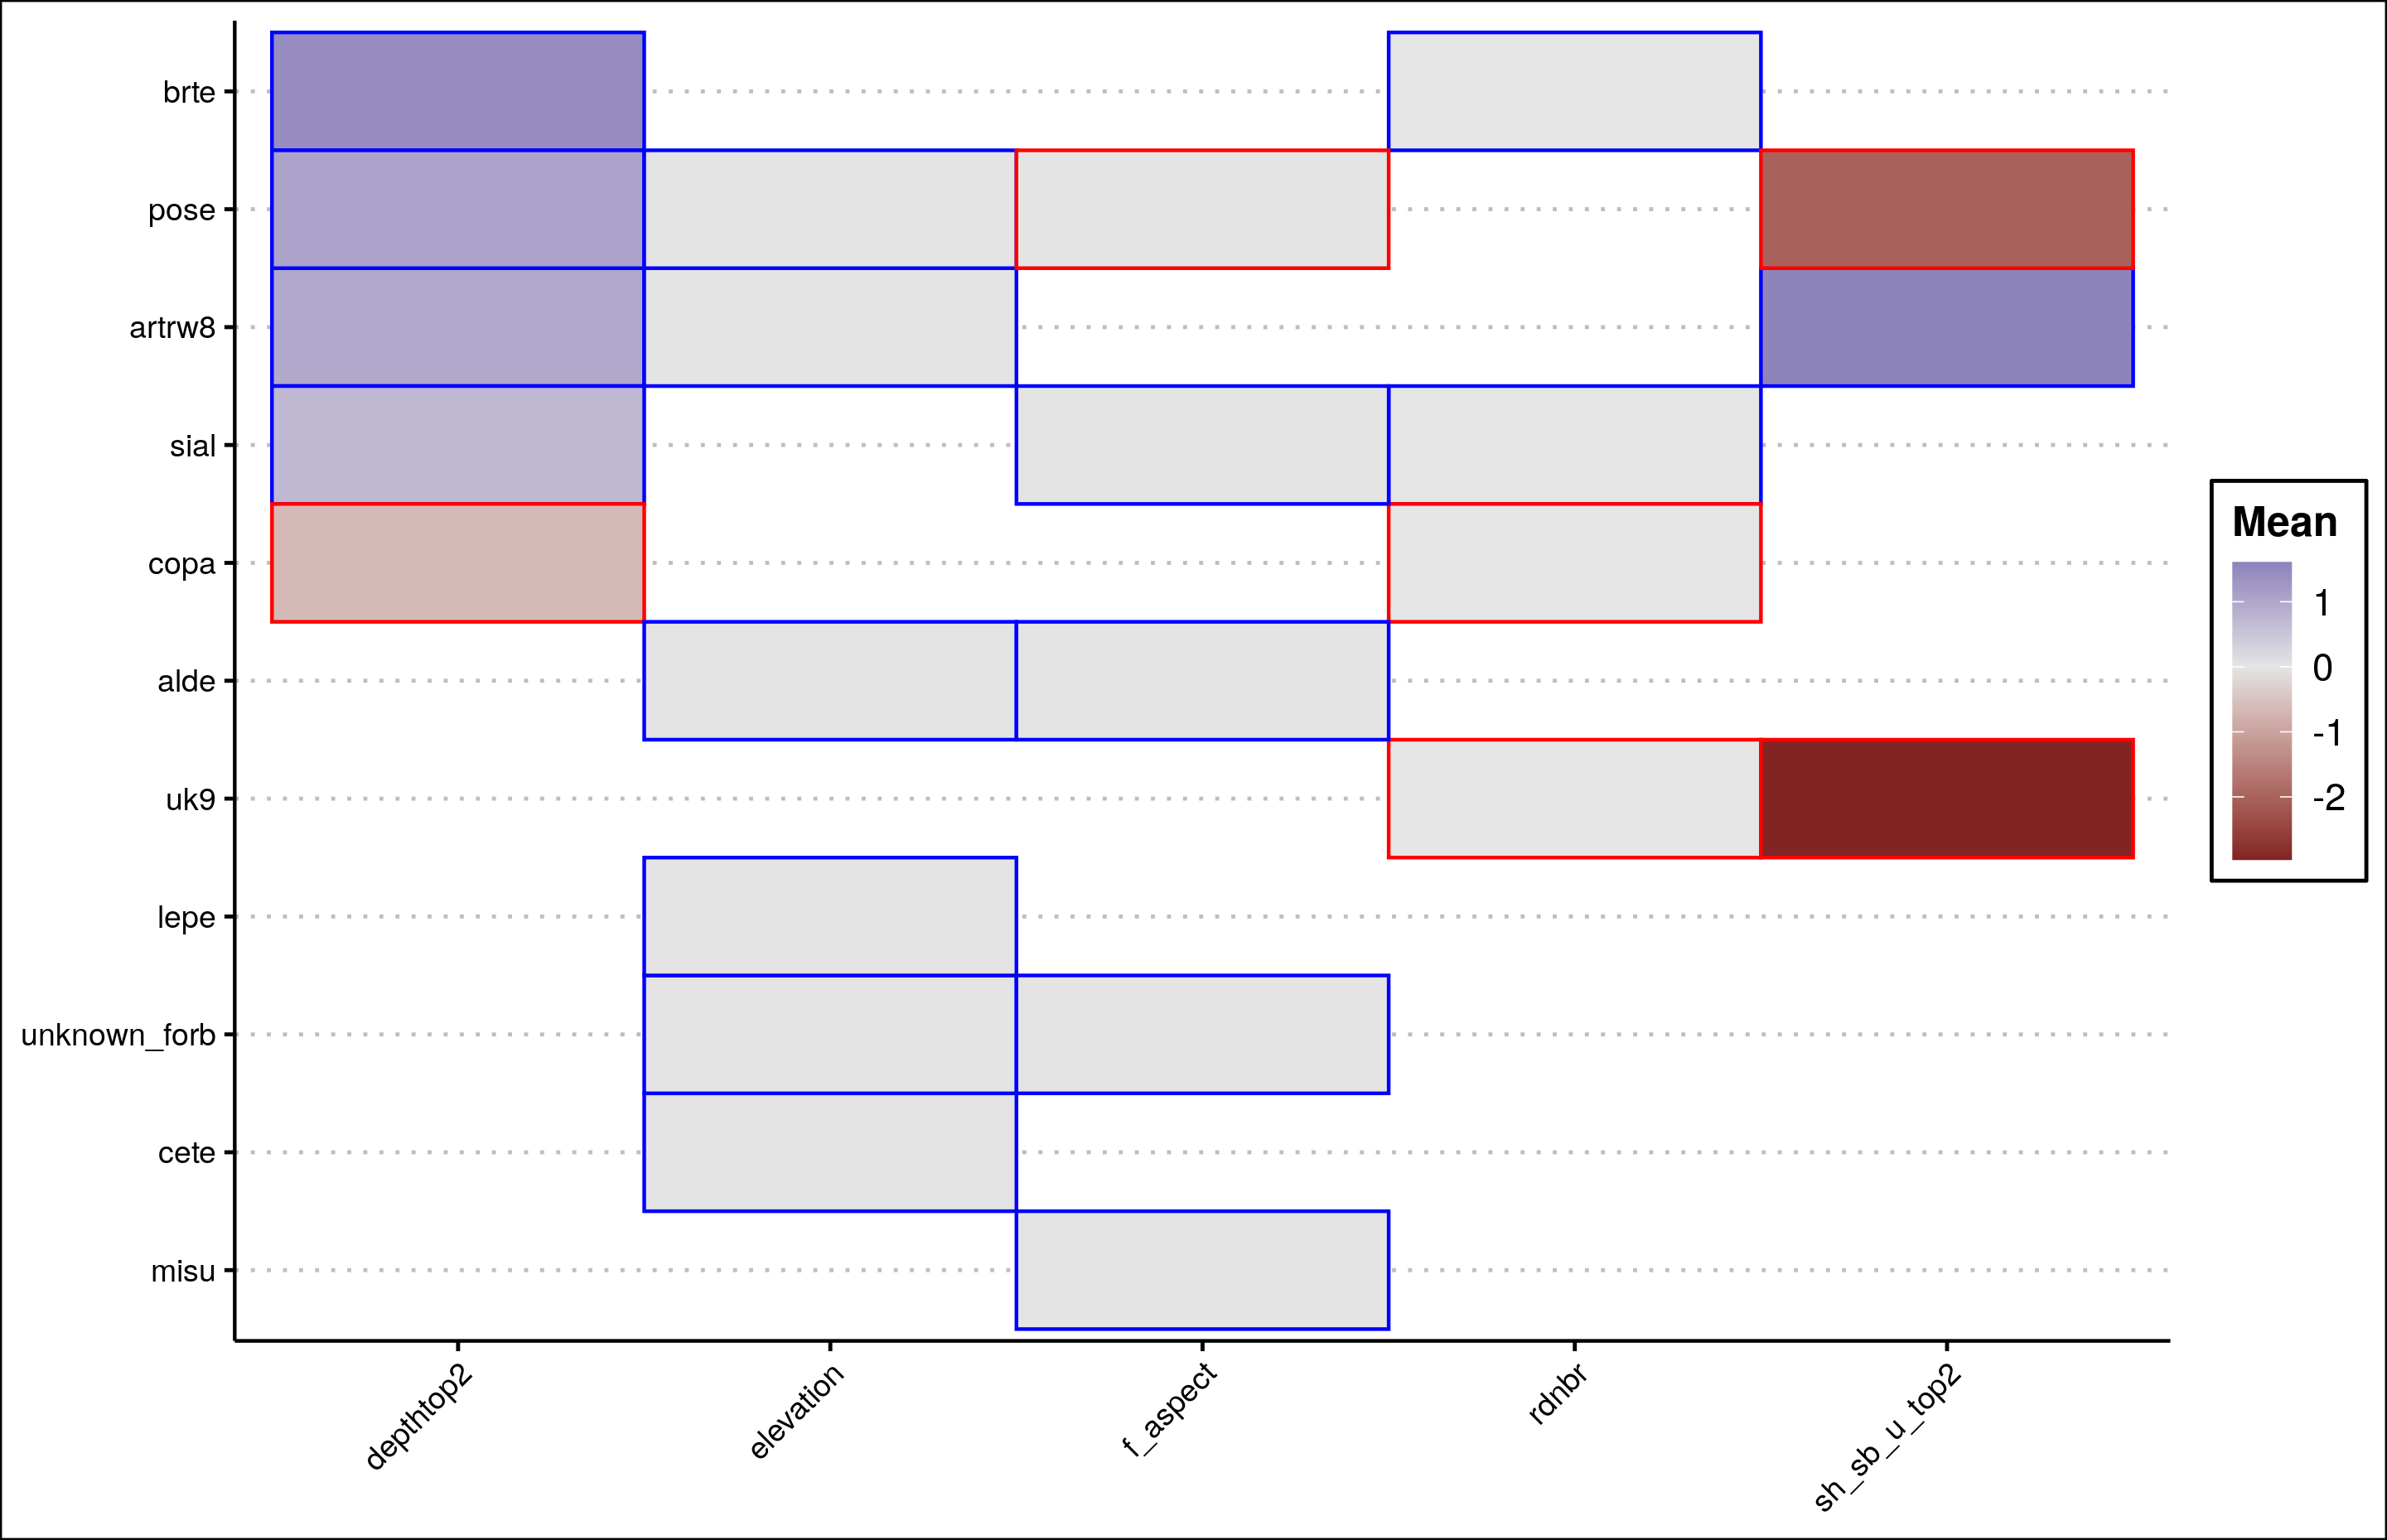 brte
pose
artrw8
sial
copa
alde
uk9
lepe
unknown_forb
cete
misu
depthtop2
elevation
f_aspect
rdnbr
sh_sb_u_top2
Mean
1
0
-1
-2